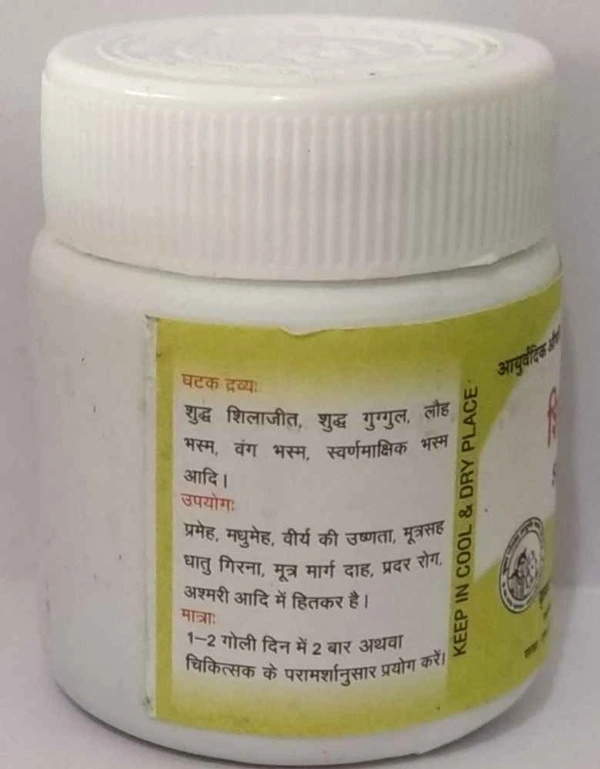 घटक द्रव्यः
शुद्ध शिलाजीत, शुद्ध गुग्गुल, लौह
भस्म, वंग भस्म, स्वर्णमाक्षिक भस्म
आदि।
उपयोगः
प्रमेह, मधुमेह, वीर्य की उष्णता, मूत्रसह
धातु गिरना, मूत्र मार्ग दाह, प्रदर रोग,
अश्मरी आदि में हितकर है।
मात्राः
1–2 गोली दिन में 2 बार अथवा
चिकित्सक के परामर्शानुसार प्रयोग करें।
KEEP IN COOL & DRY PLACE
आयुर्वेदिक